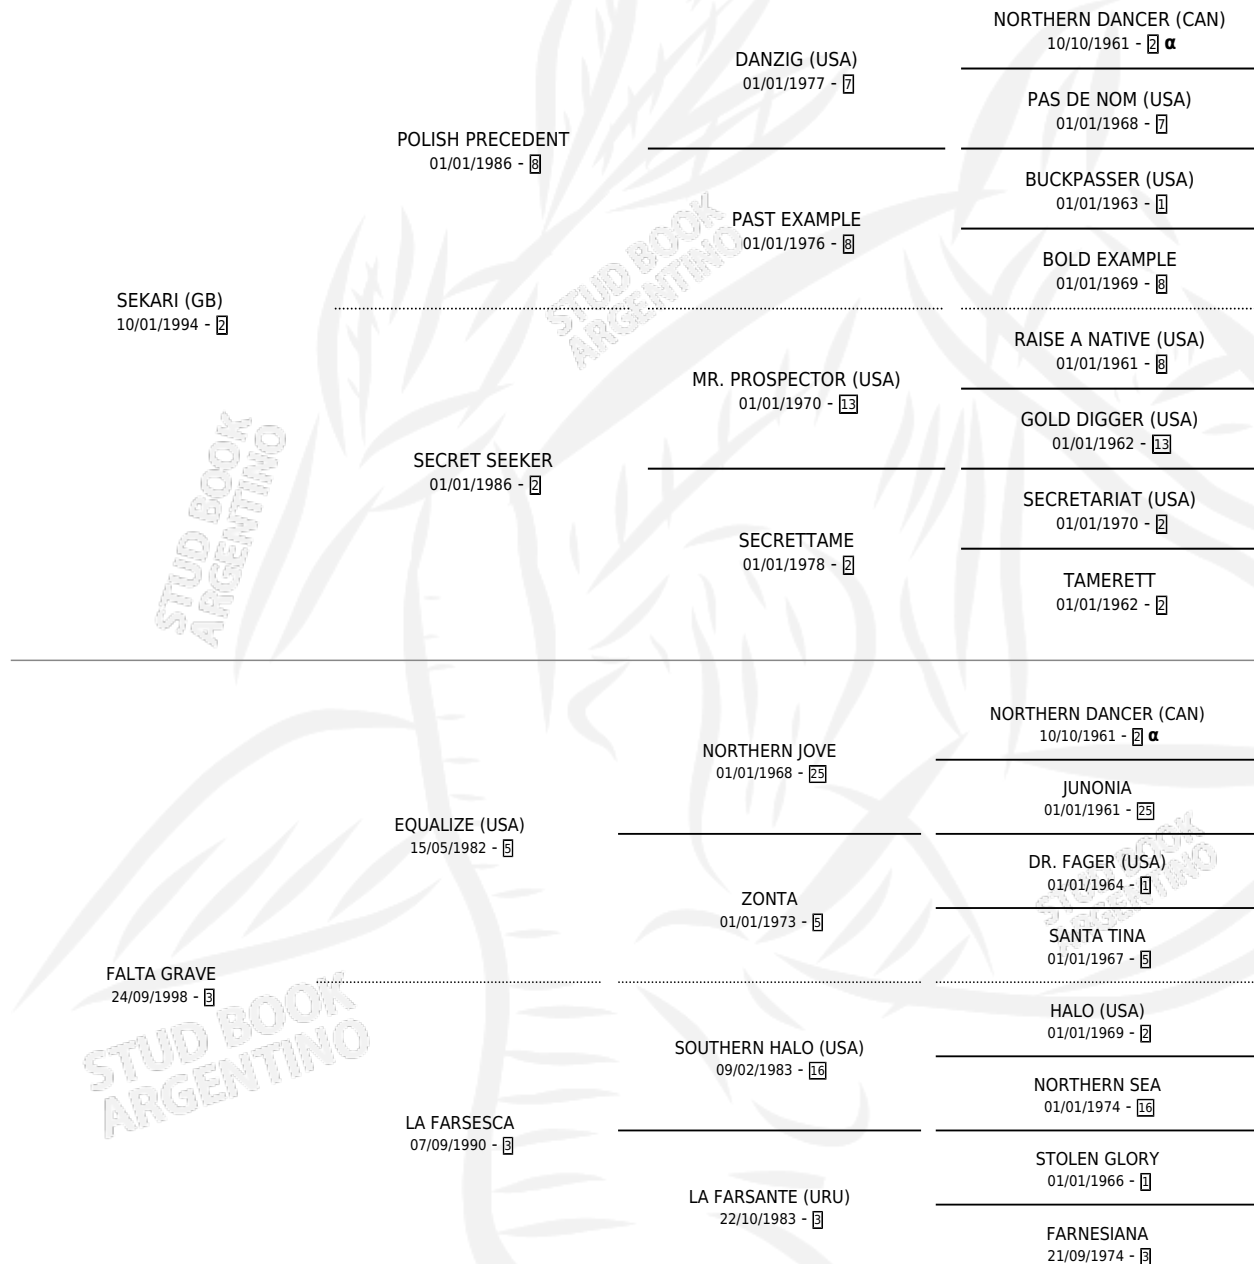 NORTHERN DANCER (CAN)
10/10/1961 - 2 α
DANZIG (USA)
01/01/1977 - 7
PAS DE NOM (USA)
01/01/1968 - 7
POLISH PRECEDENT
01/01/1986 - 8
BUCKPASSER (USA)
01/01/1963 - 1
PAST EXAMPLE
01/01/1976 - 8
BOLD EXAMPLE
01/01/1969 - 8
SEKARI (GB)
10/01/1994 - 2
RAISE A NATIVE (USA)
01/01/1961 - 8
MR. PROSPECTOR (USA)
01/01/1970 - 13
GOLD DIGGER (USA)
01/01/1962 - 13
SECRET SEEKER
01/01/1986 - 2
SECRETARIAT (USA)
01/01/1970 - 2
SECRETTAME
01/01/1978 - 2
TAMERETT
01/01/1962 - 2
STUD BOOK
ARGENTINO
STUD BOOK
ARGENTINO
NORTHERN DANCER (CAN)
10/10/1961 - 2 α
NORTHERN JOVE
01/01/1968 - 25
JUNONIA
01/01/1961 - 25
EQUALIZE (USA)
15/05/1982 - 5
DR. FAGER (USA)
01/01/1964 - 1
ZONTA
01/01/1973 - 5
SANTA TINA
01/01/1967 - 5
FALTA GRAVE
24/09/1998 - 3
HALO (USA)
01/01/1969 - 2
SOUTHERN HALO (USA)
09/02/1983 - 16
NORTHERN SEA
01/01/1974 - 16
LA FARSESCA
07/09/1990 - 3
STOLEN GLORY
01/01/1966 - 1
LA FARSANTE (URU)
22/10/1983 - 3
FARNESIANA
21/09/1974 - 3
STUD BOOK
ARGENTINO
STUD BOOK
ARGENTINO